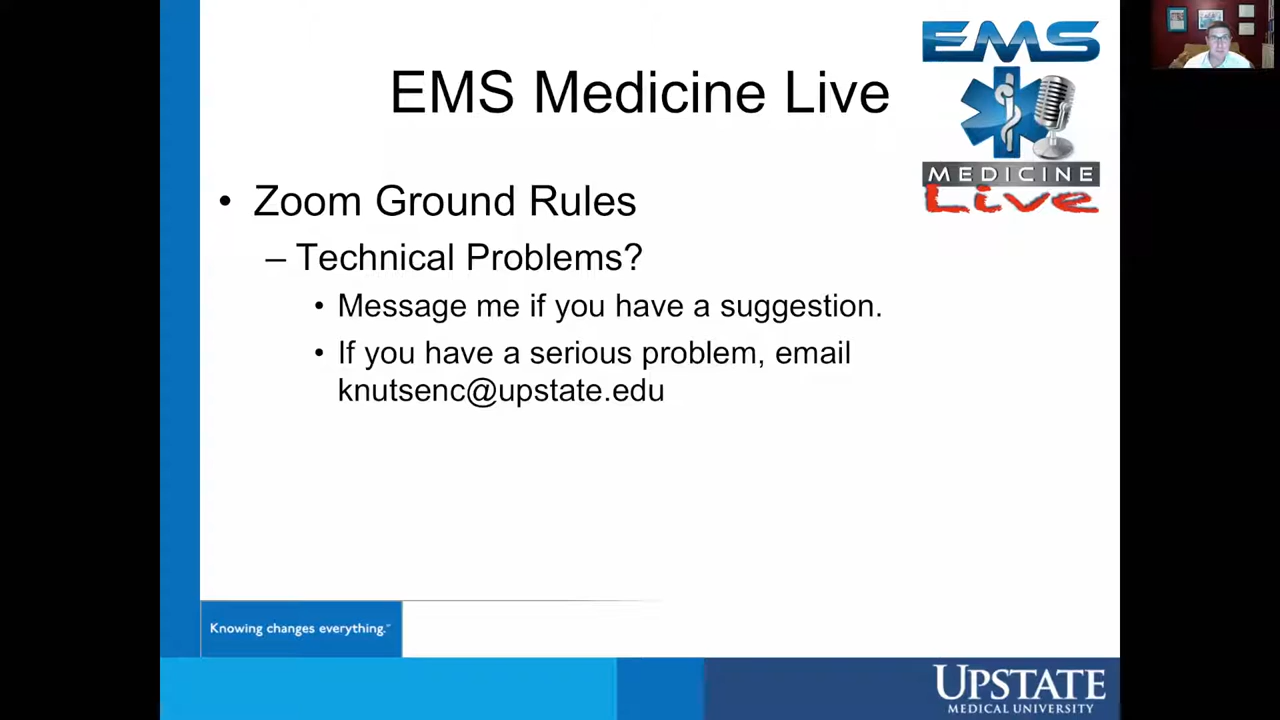 EMS Medicine Live
EMS
MEDICINE
Live
• Zoom Ground Rules
– Technical Problems?
• Message me if you have a suggestion.
• If you have a serious problem, email
knutsenc@upstate.edu
Knowing changes everything.™
UPSTATE
MEDICAL UNIVERSITY